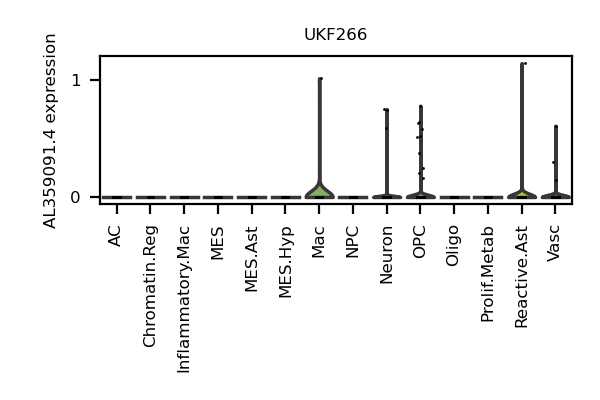 UKF266
AL359091.4 expression
1
0
AC
Chromatin.Reg
Inflammatory.Mac
MES
MES.Ast
MES.Hyp
Mac
NPC
Neuron
OPC
Oligo
Prolif.Metab
Reactive.Ast
Vasc